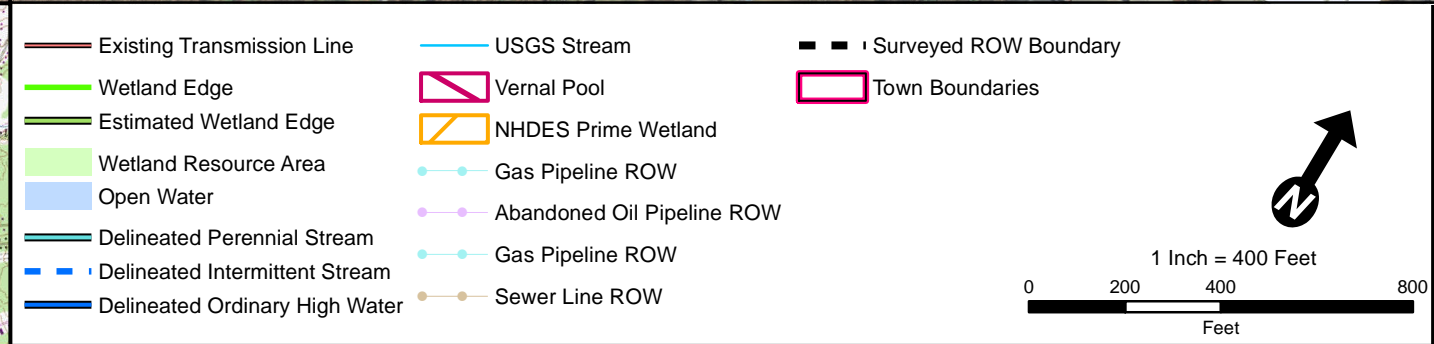 Existing Transmission Line
Wetland Edge
Estimated Wetland Edge
Wetland Resource Area
Open Water
Delineated Perennial Stream
Delineated Intermittent Stream
Delineated Ordinary High Water
USGS Stream
Vernal Pool
NHDES Prime Wetland
Gas Pipeline ROW
Abandoned Oil Pipeline ROW
Gas Pipeline ROW
Sewer Line ROW
Surveyed ROW Boundary
Town Boundaries
N
1 Inch = 400 Feet
0 200 400 800
Feet